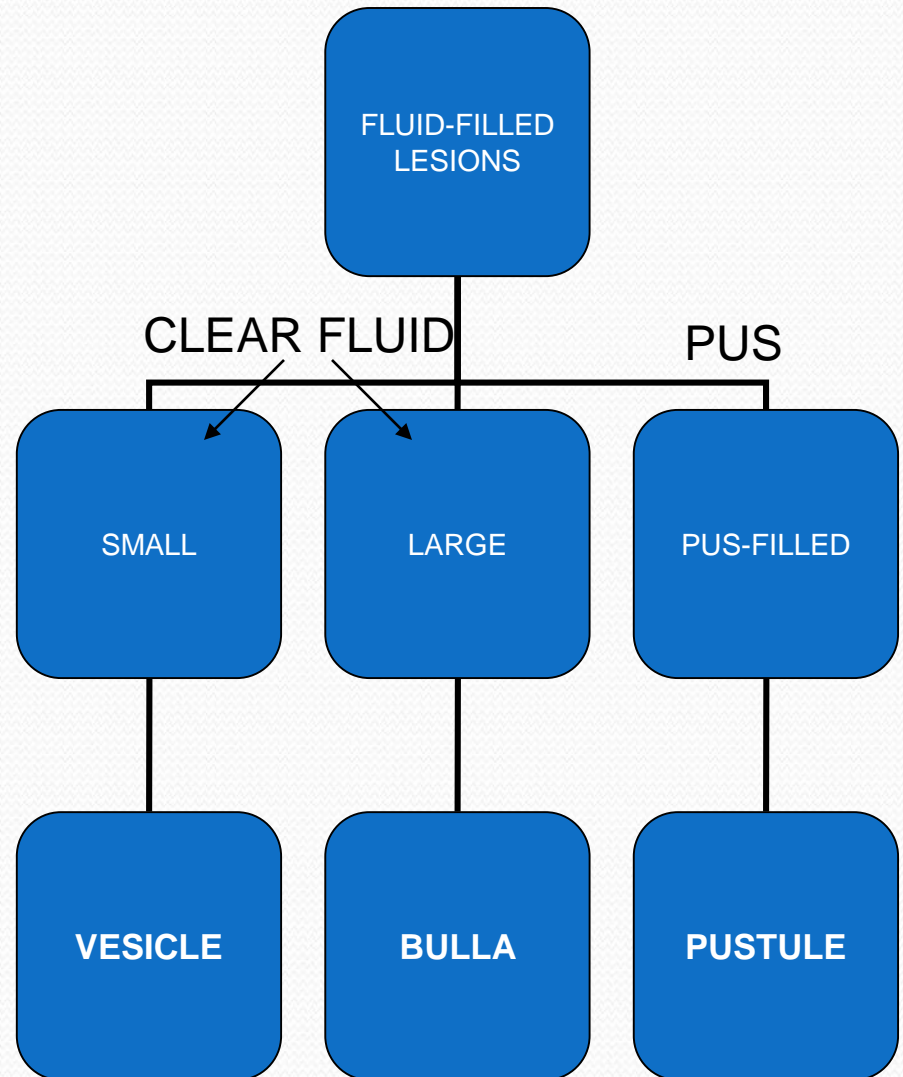 FLUID-FILLED
LESIONS
CLEAR FLUID
PUS
SMALL
LARGE
PUS-FILLED
VESICLE
BULLA
PUSTULE